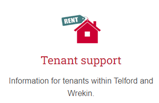 RENT
Tenant support
Information for tenants within Telford and
Wrekin.